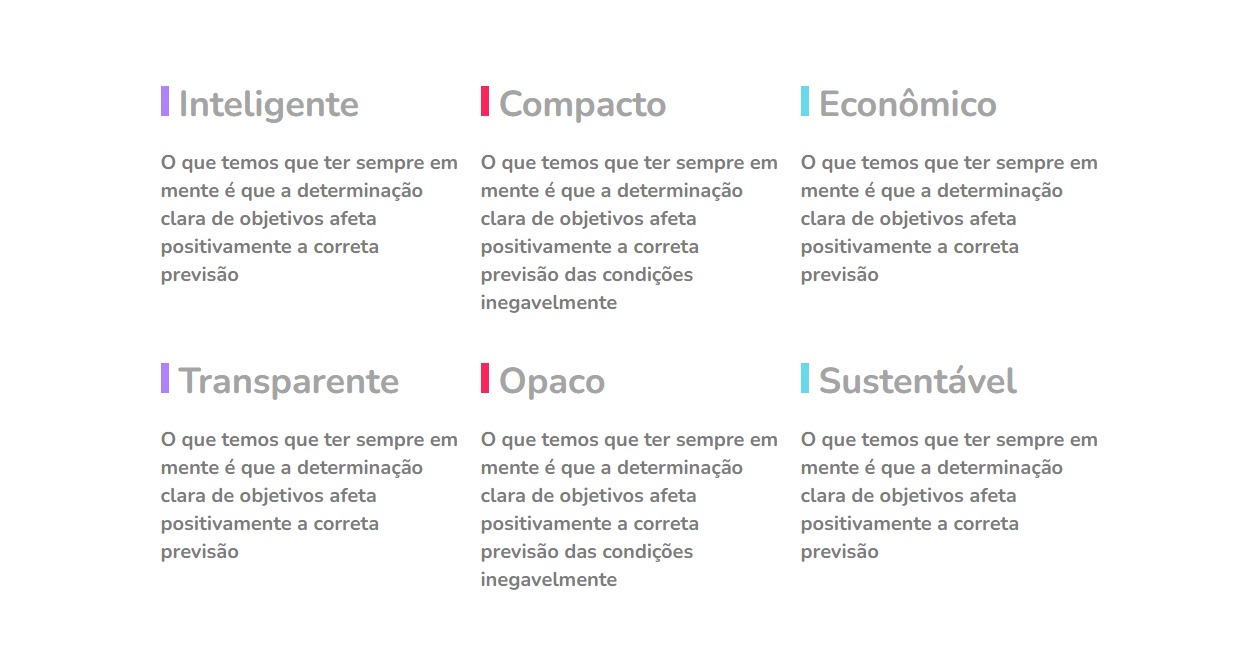 Inteligente
O que temos que ter sempre em
mente é que a determinação
clara de objetivos afeta
positivamente a correta
previsão
Compacto
O que temos que ter sempre em
mente é que a determinação
clara de objetivos afeta
positivamente a correta
previsão das condições
inegavelmente
Econômico
O que temos que ter sempre em
mente é que a determinação
clara de objetivos afeta
positivamente a correta
previsão
Transparente
O que temos que ter sempre em
mente é que a determinação
clara de objetivos afeta
positivamente a correta
previsão
Opaco
O que temos que ter sempre em
mente é que a determinação
clara de objetivos afeta
positivamente a correta
previsão das condições
inegavelmente
Sustentável
O que temos que ter sempre em
mente é que a determinação
clara de objetivos afeta
positivamente a correta
previsão